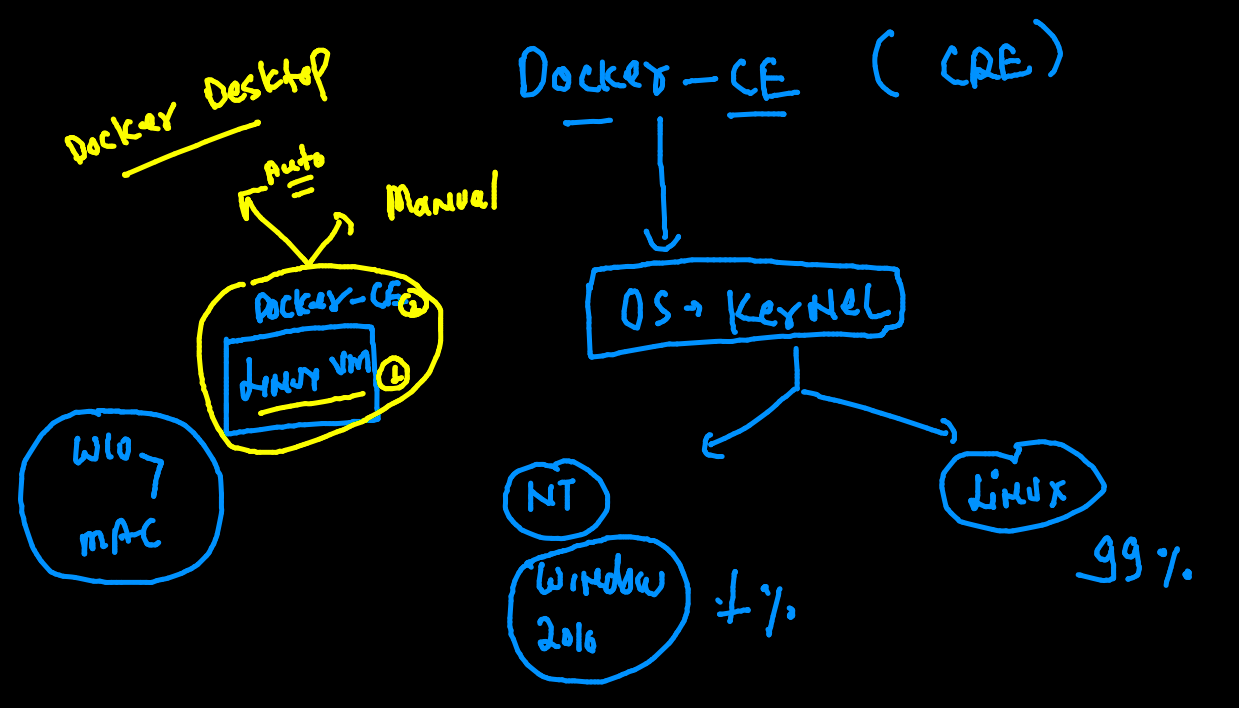 Docker-CE (CRE)
Docker Desktop
Auto
Manual
Docker-CE 2
Linux VM 1
OS → Kernel
W10
MAC
NT
Linux
99%
Window
2016
1%